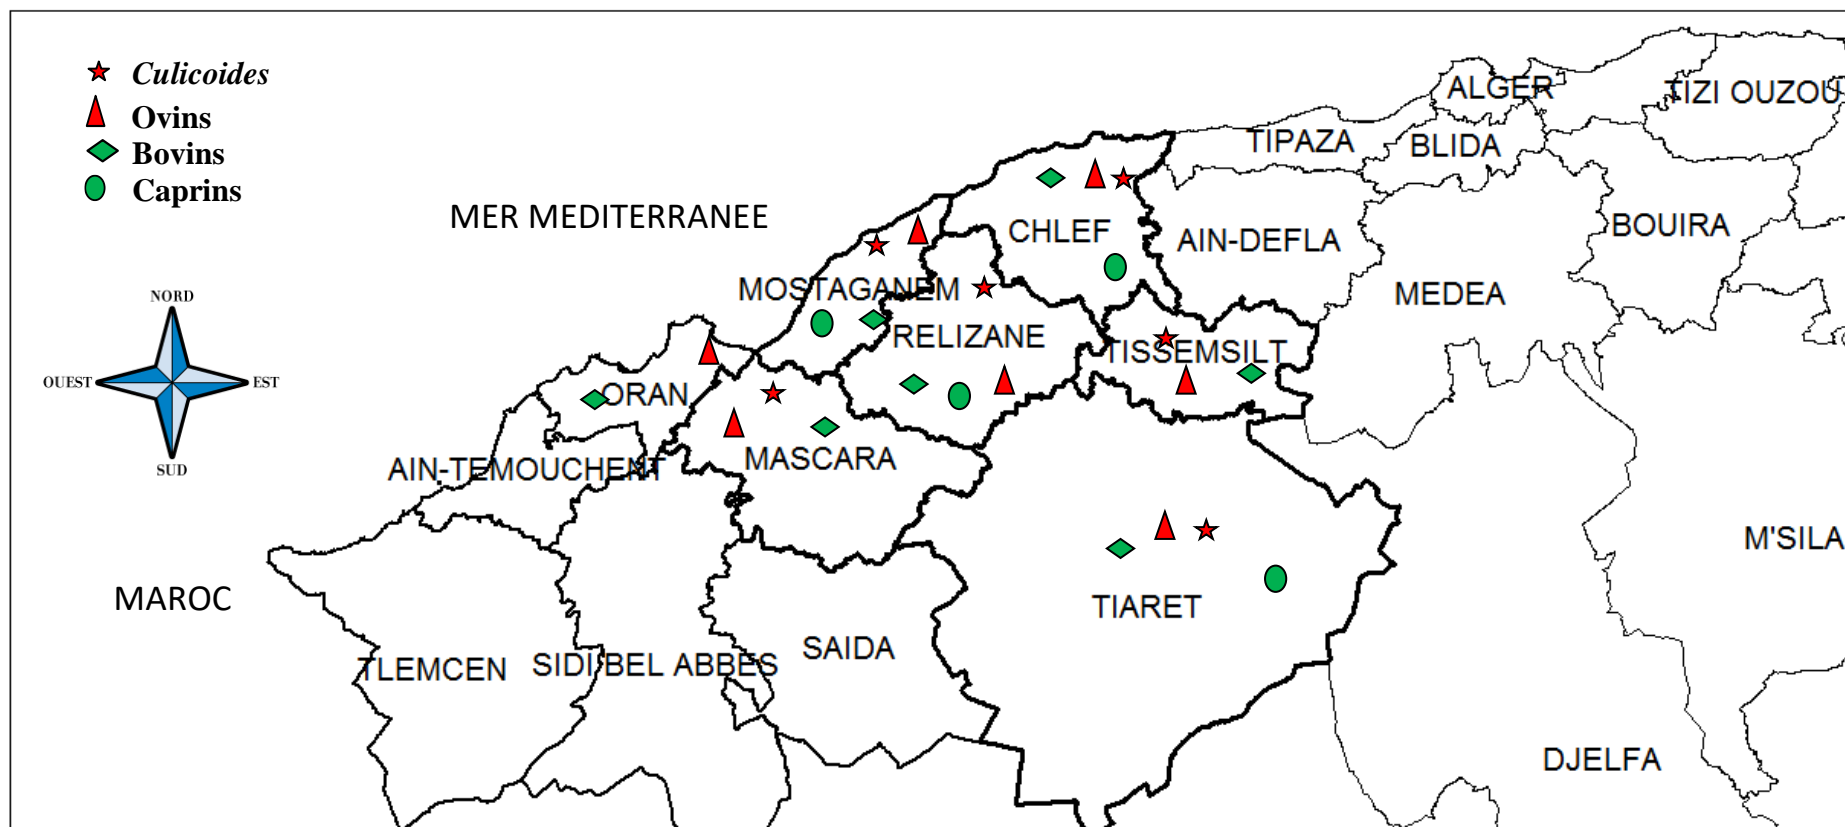 Culicoides
Ovins
Bovins
Caprins
MER MEDITERRANEE
NORD
OUEST
EST
SUD
MAROC
ALGER
TIZI OUZOU
TIPAZA
BLIDA
CHLEF
AIN-DEFLA
BOUIRA
MOSTAGANEM
MEDEA
RELIZANE
TISSEMSILT
ORAN
MASCARA
AIN-TEMOUCHENT
M'SILA
TIARET
SAIDA
TLEMCEN
SIDI BEL ABBES
DJELFA